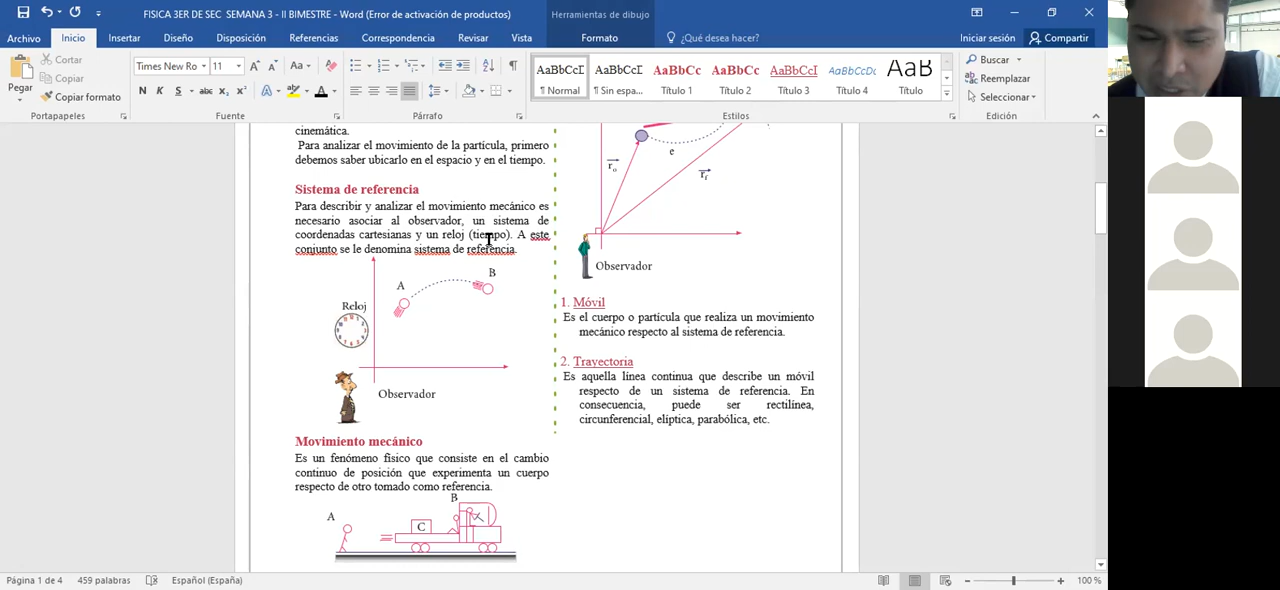 FISICA 3ER DE SEC SEMANA 3 - II BIMESTRE - Word (Error de activación de productos)
Herramientas de dibujo
Archivo
Inicio
Insertar
Diseño
Disposición
Referencias
Correspondencia
Revisar
Vista
Formato
¿Qué desea hacer?
Iniciar sesión
Compartir
Pegar
Cortar
Copiar
Copiar formato
Portapapeles
Times New Ro
11
Aa
N K S abc x₂ x²
A
Fuente
Párrafo
AaBbCcI
¶ Normal
AaBbCcI
¶ Sin espa...
AaBbCc
Título 1
AaBbCc
Título 2
AaBbCcI
Título 3
AaBbCcDc
Título 4
AaB
Título
Estilos
Buscar
Reemplazar
Seleccionar
Edición
cinemática.
Para analizar el movimiento de la partícula, primero
debemos saber ubicarlo en el espacio y en el tiempo.
Sistema de referencia
Para describir y analizar el movimiento mecánico es
necesario asociar al observador, un sistema de
coordenadas cartesianas y un reloj (tiempo). A este
conjunto se le denomina sistema de referencia.
A
B
Reloj
Observador
Movimiento mecánico
Es un fenómeno físico que consiste en el cambio
continuo de posición que experimenta un cuerpo
respecto de otro tomado como referencia.
A
B
C
e
r₀
r_f
Observador
1. Móvil
Es el cuerpo o partícula que realiza un movimiento
mecánico respecto al sistema de referencia.
2. Trayectoria
Es aquella línea continua que describe un móvil
respecto de un sistema de referencia. En
consecuencia, puede ser rectilínea,
circunferencial, elíptica, parabólica, etc.
Página 1 de 4
459 palabras
Español (España)
100 %